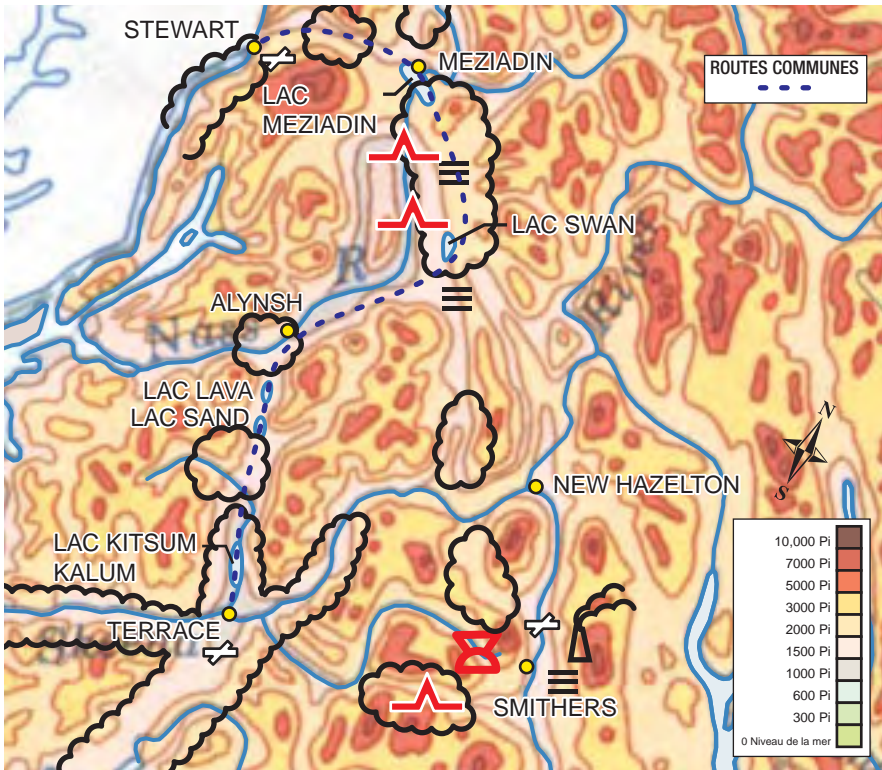 STEWART
MEZIADIN
ROUTES COMMUNES
LAC
MEZIADIN
LAC SWAN
R
River
ALYNSH
Nass
LAC LAVA
LAC SAND
N
S
NEW HAZELTON
LAC KITSUM
KALUM
TERRACE
SMITHERS
10,000 Pi
7000 Pi
5000 Pi
3000 Pi
2000 Pi
1500 Pi
1000 Pi
600 Pi
300 Pi
0 Niveau de la mer